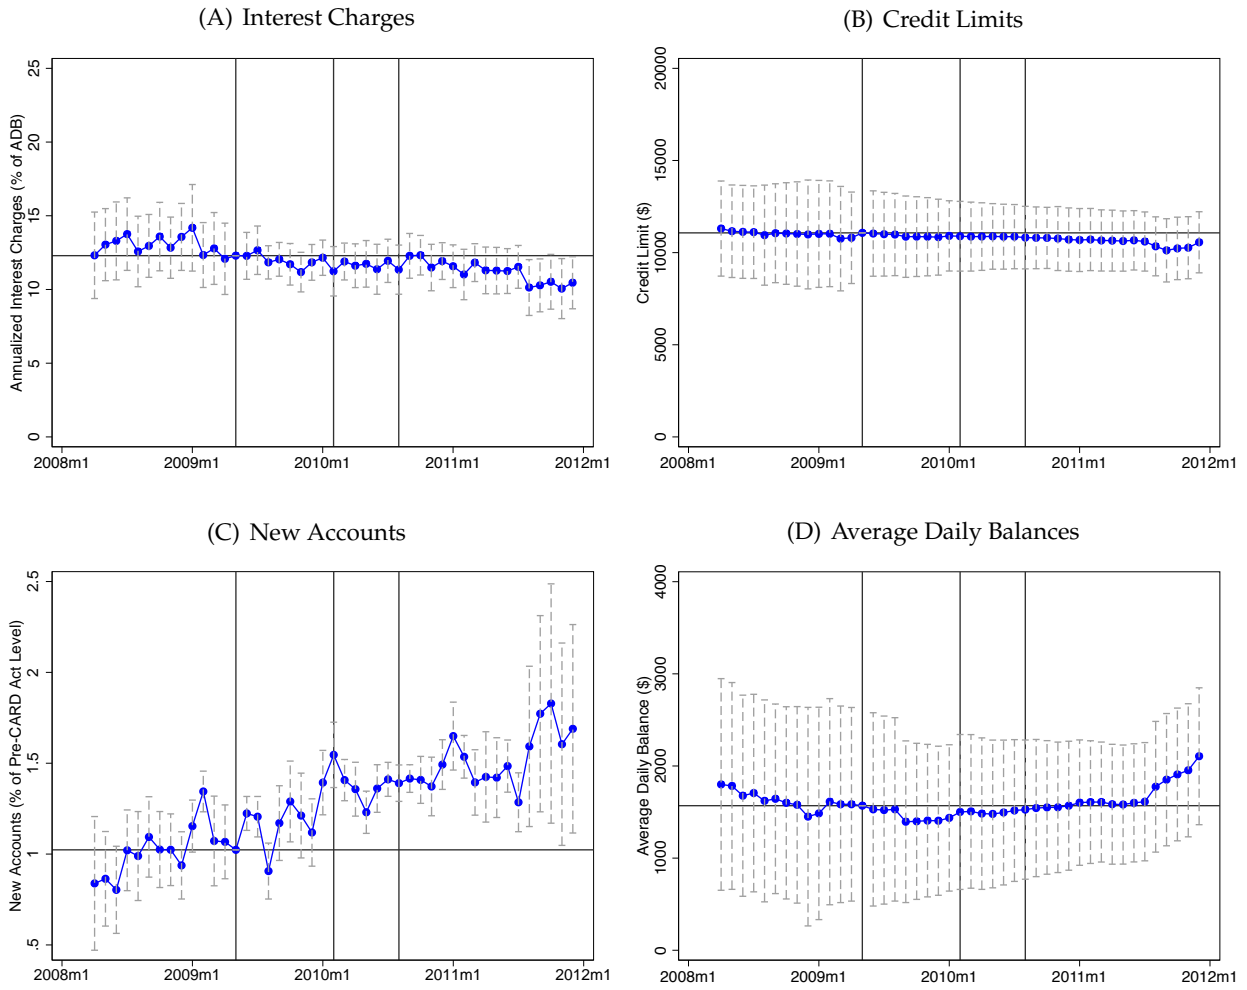 (A) Interest Charges
Annualized Interest Charges (% of ADB)
25
20
15
10
5
0
2008m1 2009m1 2010m1 2011m1 2012m1
(B) Credit Limits
Credit Limit ($)
20000
15000
10000
5000
0
2008m1 2009m1 2010m1 2011m1 2012m1
(C) New Accounts
New Accounts (% of Pre-CARD Act Level)
2.5
2
1.5
1
.5
2008m1 2009m1 2010m1 2011m1 2012m1
(D) Average Daily Balances
Average Daily Balance ($)
4000
3000
2000
1000
0
2008m1 2009m1 2010m1 2011m1 2012m1